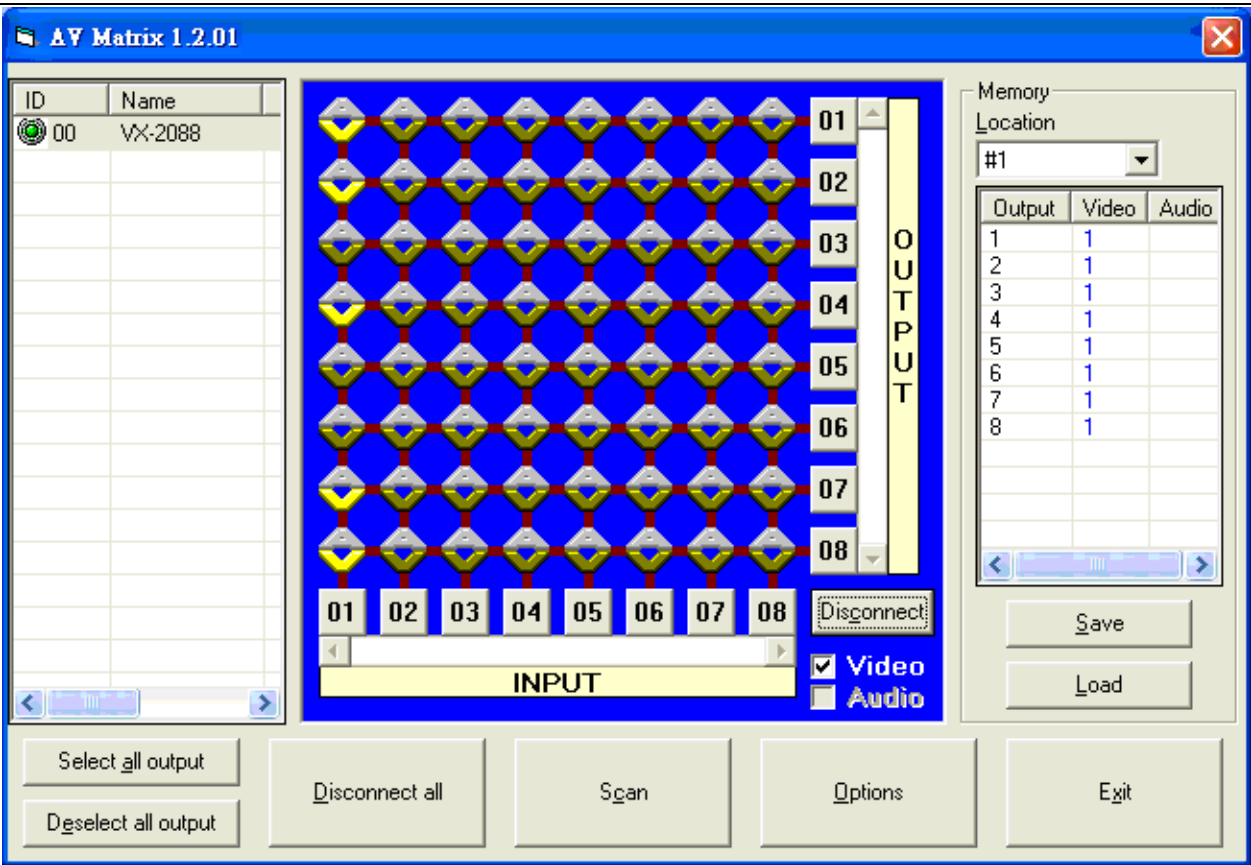 AV Matrix 1.2.01
ID Name
00 VX-2088
01
02
03
04
05
06
07
08
OUTPUT
01 02 03 04 05 06 07 08
INPUT
Disconnect
Video
Audio
Memory
Location
#1
Output Video Audio
1 1
2 1
3 1
4 1
5 1
6 1
7 1
8 1
Save
Load
Select all output
Deselect all output
Disconnect all
Scan
Options
Exit